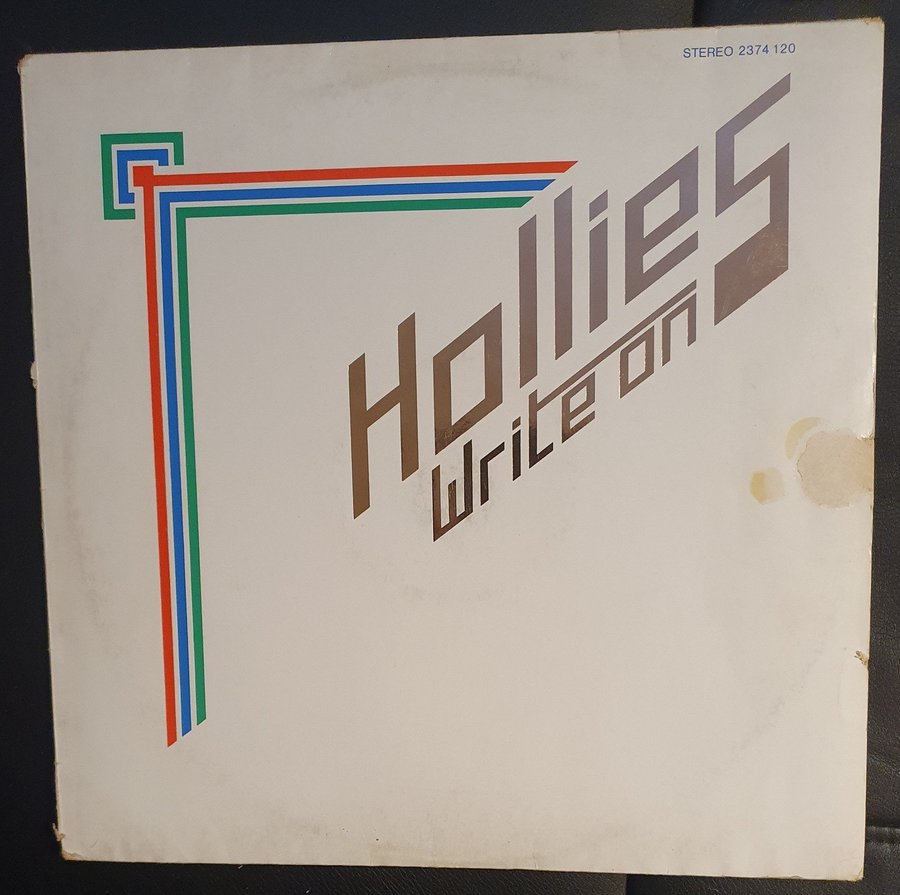 STEREO 2374 120
Hollies
Write on